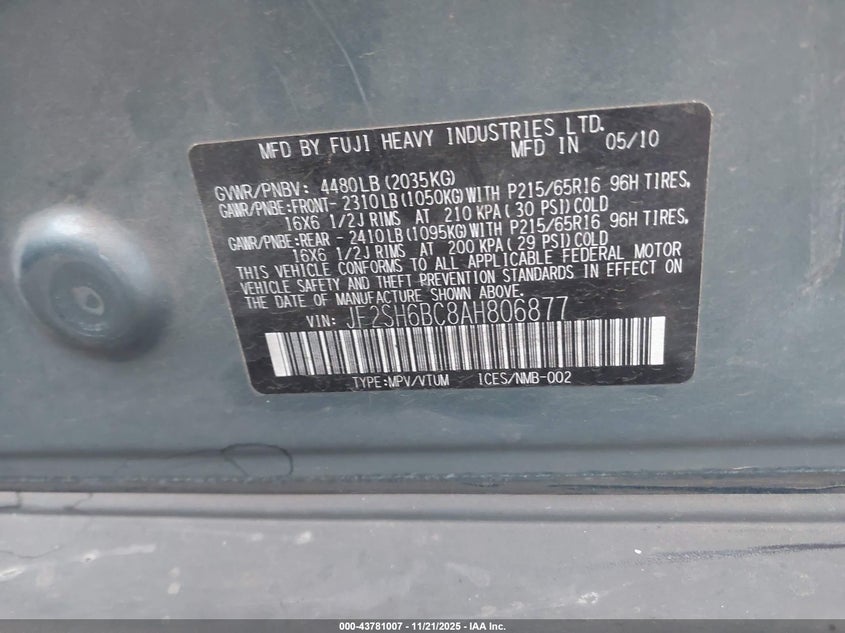 MFD BY FUJI HEAVY INDUSTRIES LTD.
MFD IN 05/10
GVWR/PNBV: 4480LB (2035KG)
GAWR/PNBE:FRONT- 2310LB (1050KG) WITH P215/65R16 96H TIRES,
16X6 1/2J RIMS AT 210 KPA ( 30 PSI) COLD
GAWR/PNBE:REAR - 2410LB (1095KG) WITH P215/65R16 96H TIRES,
16X6 1/2J RIMS AT 200 KPA ( 29 PSI) COLD
THIS VEHICLE CONFORMS TO ALL APPLICABLE FEDERAL MOTOR
VEHICLE SAFETY AND THEFT PREVENTION STANDARDS IN EFFECT ON
THE DATE OF MANUFACTURE SHOWN ABOVE.
VIN: JF2SH6BC8AH806877
TYPE:MPV/VTUM ICES/NMB-002
000-43781007 - 11/21/2025 - IAA Inc.